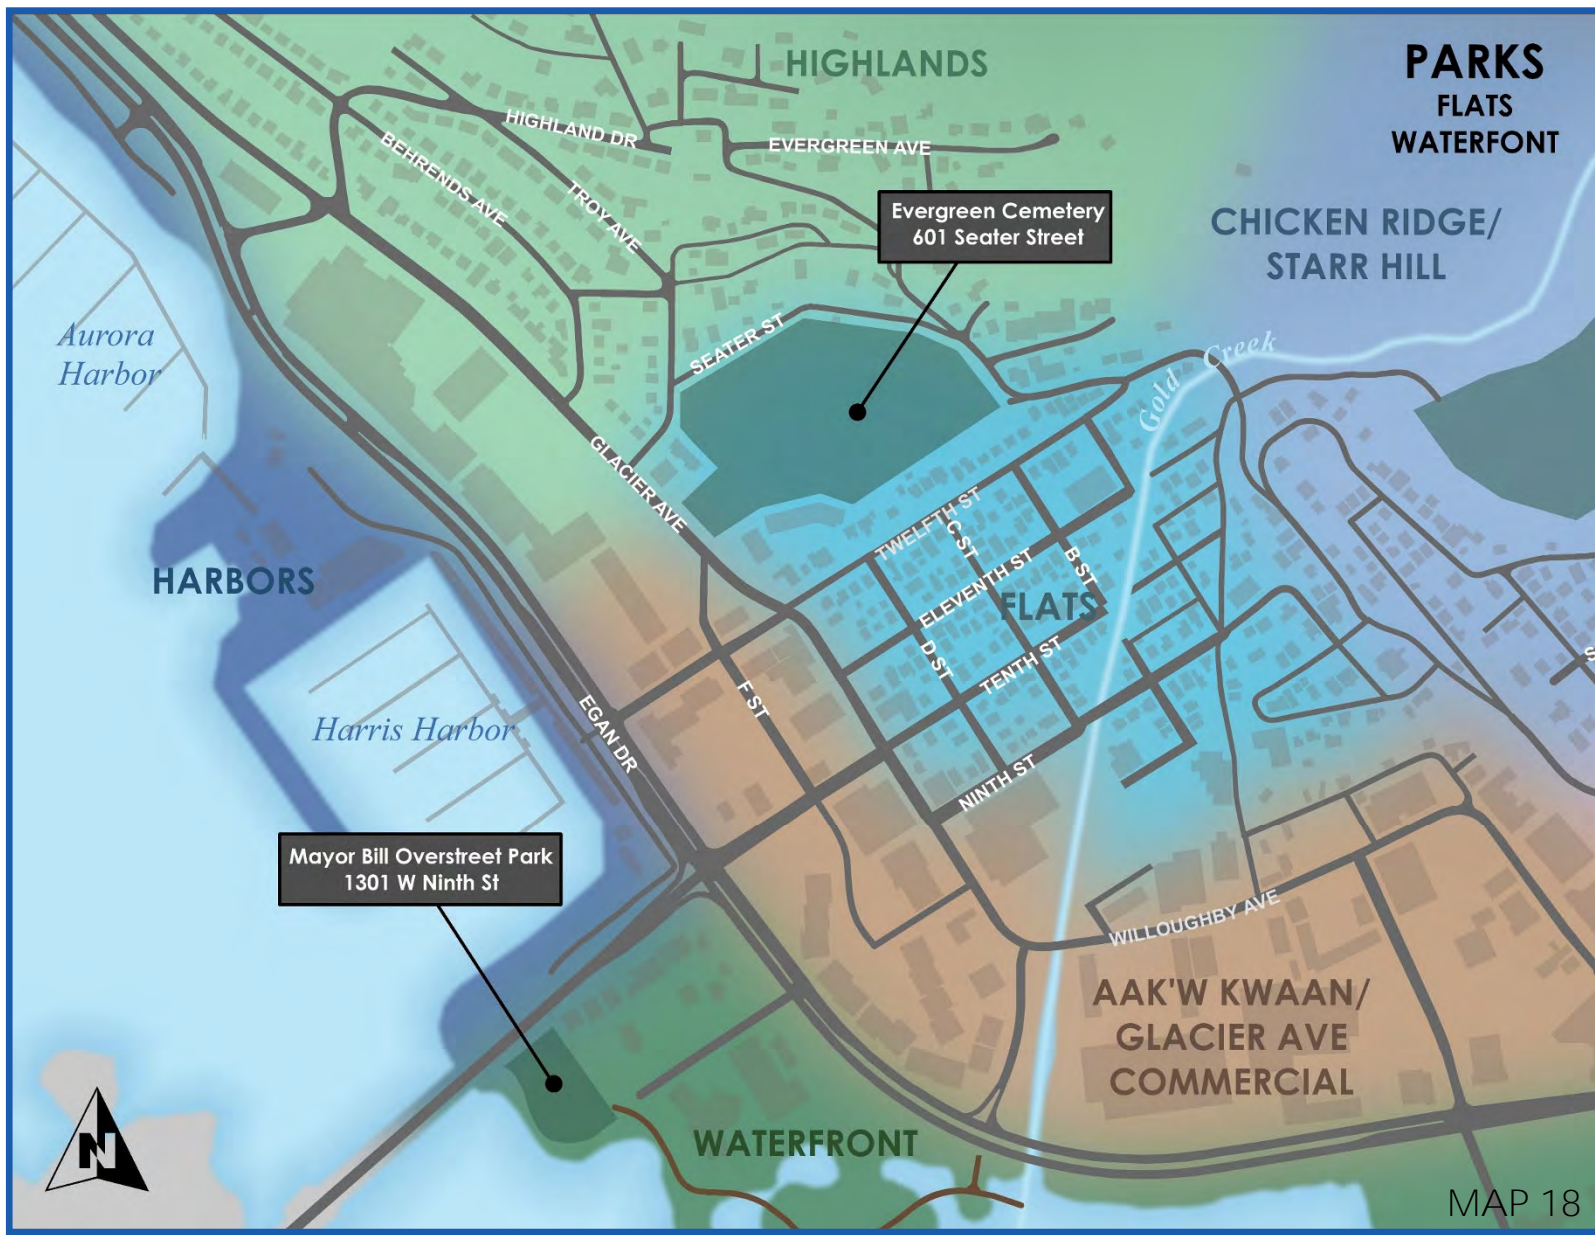 PARKS
FLATS
WATERFONT
HIGHLANDS
HIGHLAND DR
EVERGREEN AVE
BEHRENDS AVE
TROY AVE
Evergreen Cemetery
601 Seater Street
CHICKEN RIDGE/
STARR HILL
Aurora
Harbor
SEATER ST
Gold Creek
GLACIER AVE
TWELFTH ST
C ST
B ST
ELEVENTH ST
FLATS
HARBORS
D ST
TENTH ST
F ST
EGAN DR
Harris Harbor
NINTH ST
Mayor Bill Overstreet Park
1301 W Ninth St
WILLOUGHBY AVE
AAK'W KWAAN/
GLACIER AVE
COMMERCIAL
WATERFRONT
N
MAP 18